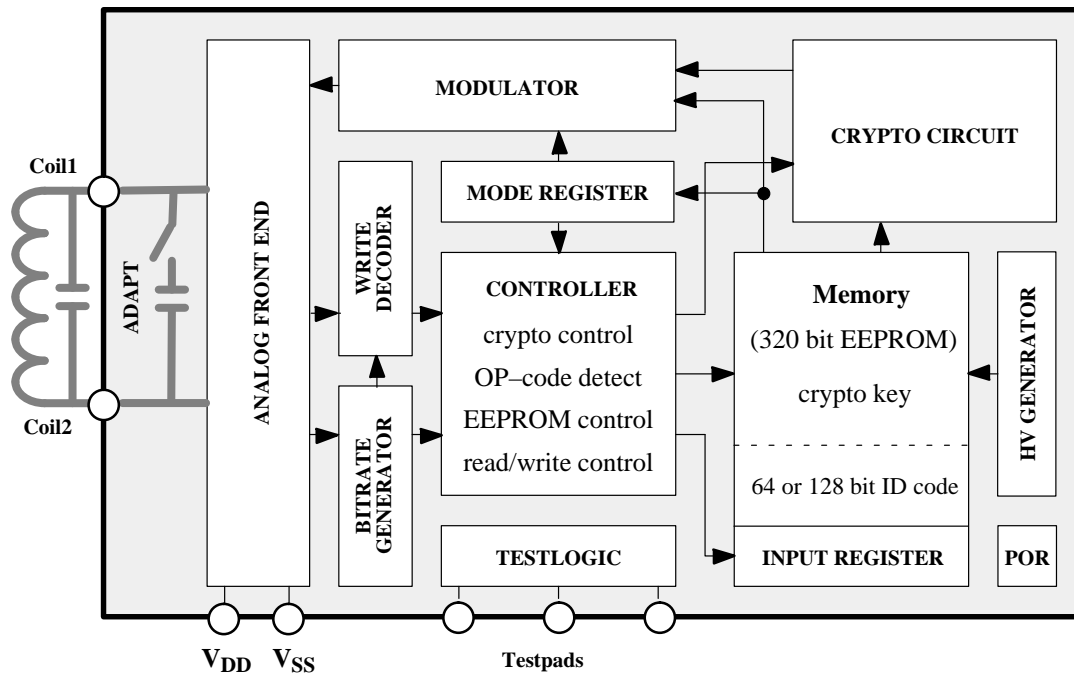 MODULATOR
CRYPTO CIRCUIT
Coil1
MODE REGISTER
ADAPT
ANALOG FRONT END
WRITE
DECODER
CONTROLLER
crypto control
OP–code detect
EEPROM control
read/write control
Memory
(320 bit EEPROM)
crypto key
64 or 128 bit ID code
INPUT REGISTER
HV GENERATOR
Coil2
BITRATE
GENERATOR
TESTLOGIC
POR
VDD
VSS
Testpads